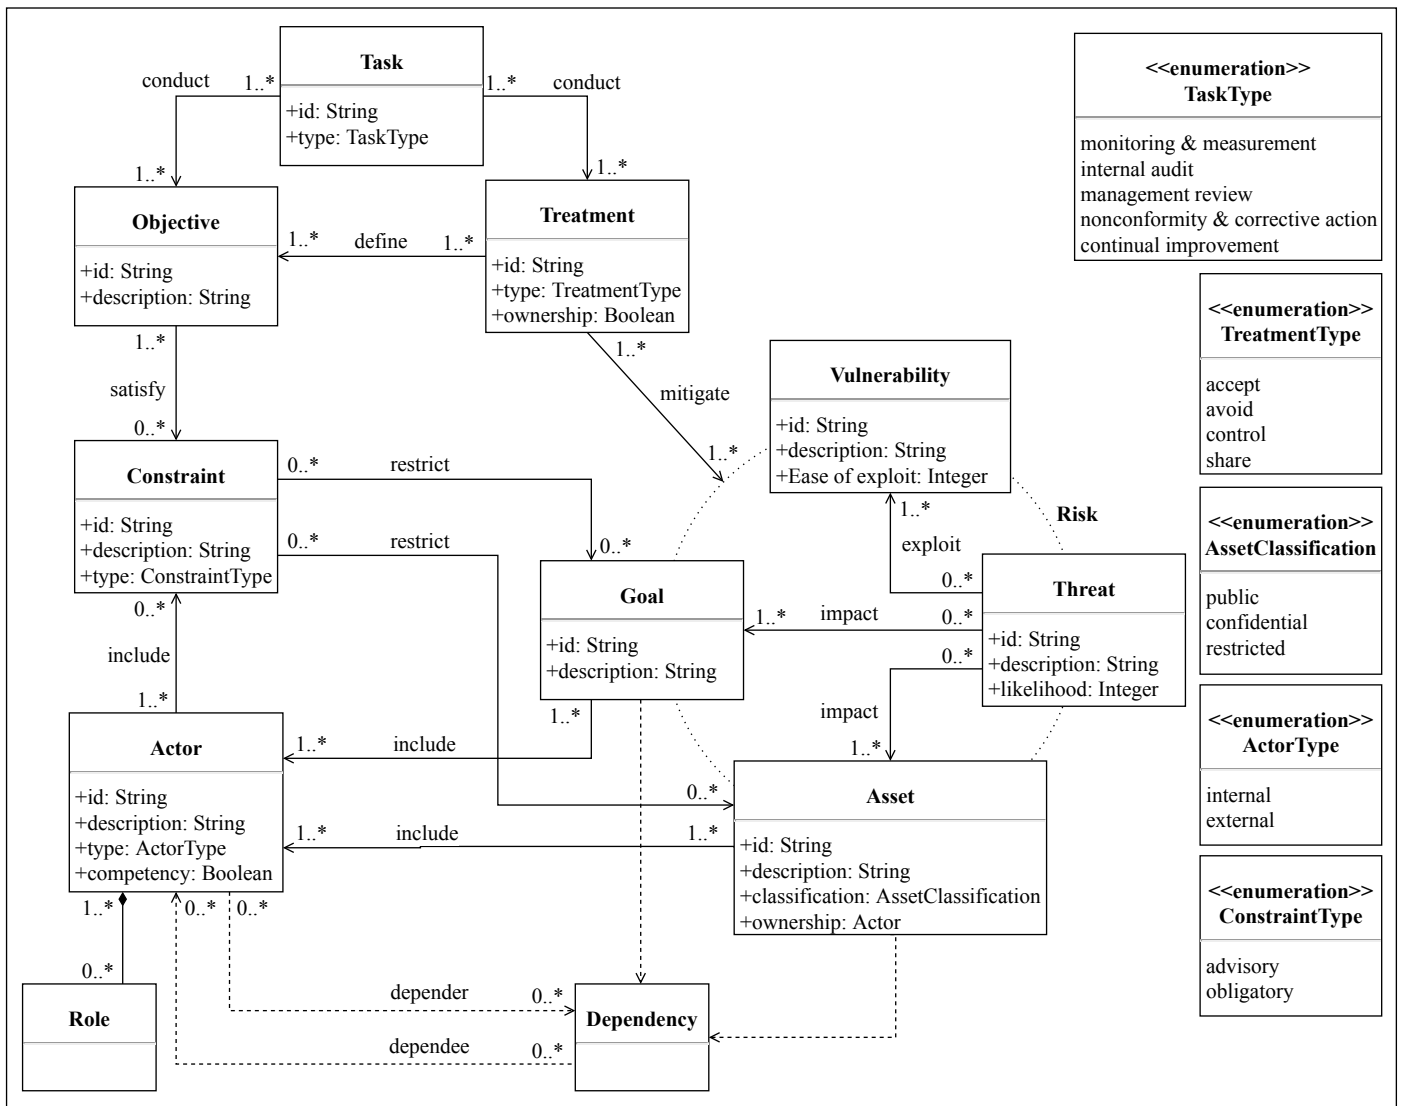 Task
+id: String
+type: TaskType
conduct
1..*
1..*
conduct
1..*
1..*
Objective
+id: String
+description: String
1..*
define
1..*
Treatment
+id: String
+type: TreatmentType
+ownership: Boolean
1..*
satisfy
0..*
1..*
mitigate
1..*
Vulnerability
+id: String
+description: String
+Ease of exploit: Integer
Constraint
+id: String
+description: String
+type: ConstraintType
0..*
restrict
0..*
0..*
restrict
0..*
1..*
exploit
0..*
Risk
Goal
+id: String
+description: String
1..*
impact
0..*
Threat
+id: String
+description: String
+likelihood: Integer
0..*
impact
1..*
0..*
include
1..*
Actor
+id: String
+description: String
+type: ActorType
+competency: Boolean
1..*
include
1..*
1..*
include
1..*
Asset
+id: String
+description: String
+classification: AssetClassification
+ownership: Actor
1..*
0..*
0..*
0..*
Role
depender
0..*
dependee
0..*
Dependency
<<enumeration>>
TaskType
monitoring & measurement
internal audit
management review
nonconformity & corrective action
continual improvement
<<enumeration>>
TreatmentType
accept
avoid
control
share
<<enumeration>>
AssetClassification
public
confidential
restricted
<<enumeration>>
ActorType
internal
external
<<enumeration>>
ConstraintType
advisory
obligatory